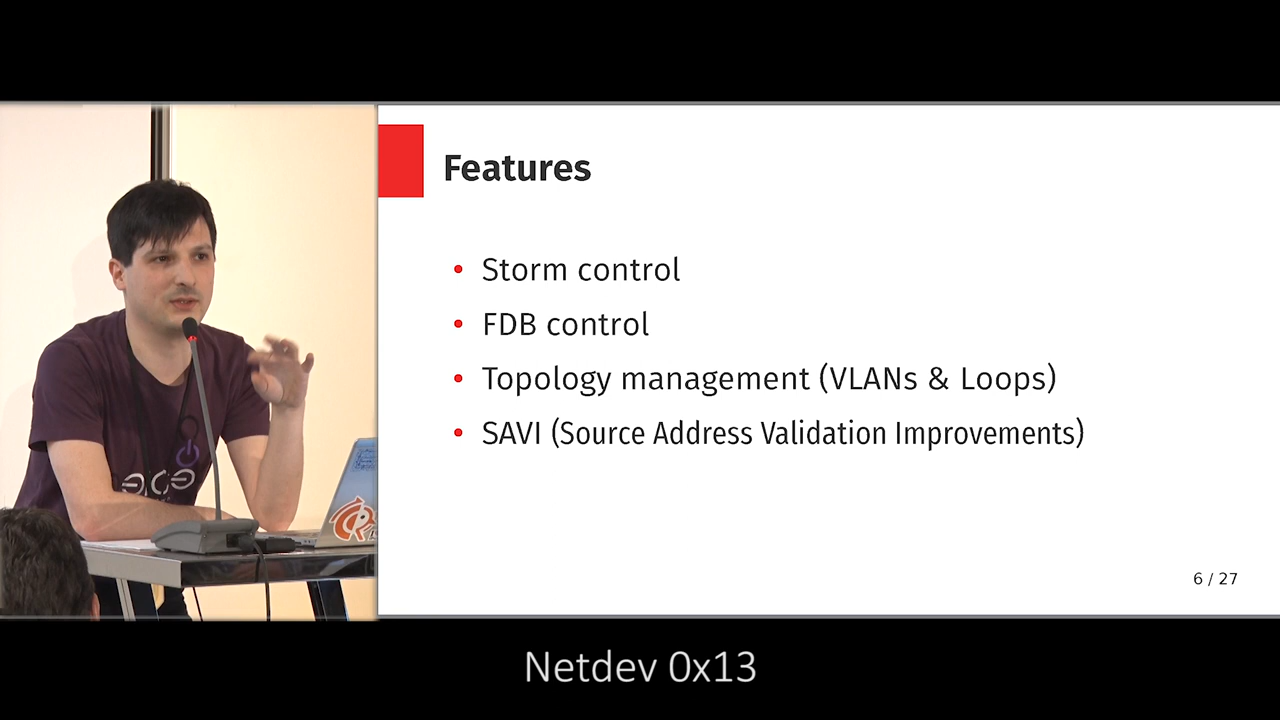 Features
• Storm control
• FDB control
• Topology management (VLANs & Loops)
• SAVI (Source Address Validation Improvements)
6 / 27
Netdev 0x13